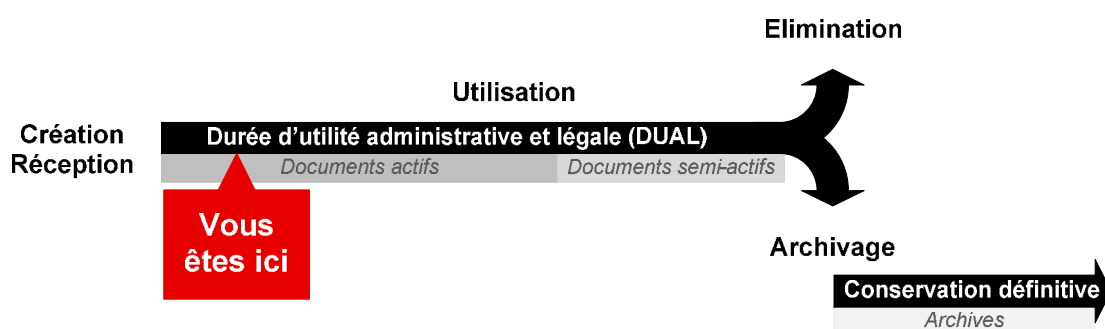 Elimination
Utilisation
Création
Réception
Durée d’utilité administrative et légale (DUAL)
Documents actifs
Documents semi-actifs
Vous
êtes ici
Archivage
Conservation définitive
Archives